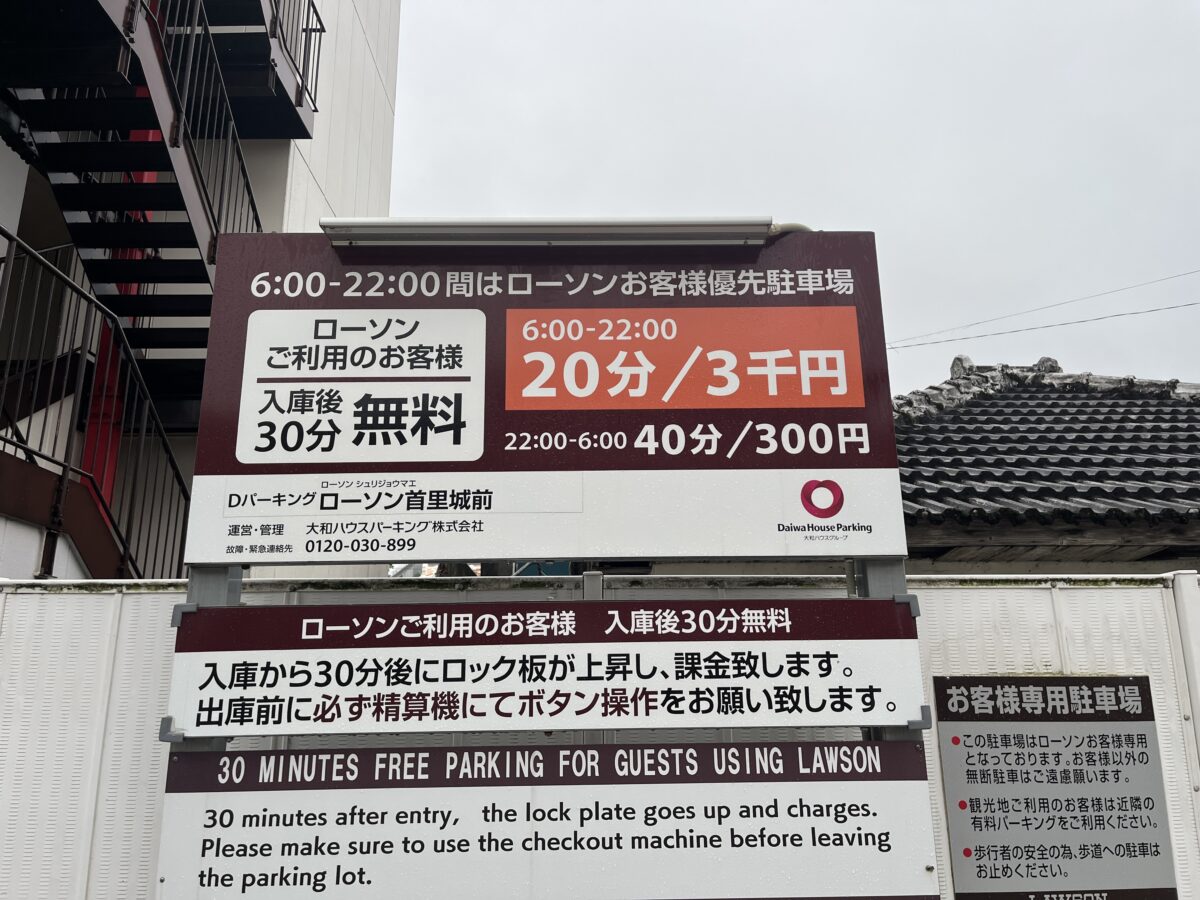 6:00-22:00間はローソンお客様優先駐車場
ローソン
ご利用のお客様
入庫後
30分
無料
6:00-22:00
20分/3千円
22:00-6:00 40分/300円
ローソン シュリジョウマエ
Dパーキング ローソン首里城前
運営・管理 大和ハウスパーキング株式会社
故障・緊急連絡先 0120-030-899
Daiwa House Parking
大和ハウスグループ
ローソンご利用のお客様 入庫後30分無料
入庫から30分後にロック板が上昇し、課金致します。
出庫前に必ず精算機にてボタン操作をお願い致します。
30 MINUTES FREE PARKING FOR GUESTS USING LAWSON
30 minutes after entry, the lock plate goes up and charges.
Please make sure to use the checkout machine before leaving
the parking lot.
お客様専用駐車場
●この駐車場はローソンお客様専用
となっております。お客様以外の
無断駐車はご遠慮願います。
●観光地ご利用のお客様は近隣の
有料パーキングをご利用ください。
●歩行者の安全の為、歩道への駐車は
お止めください。
LAWSON